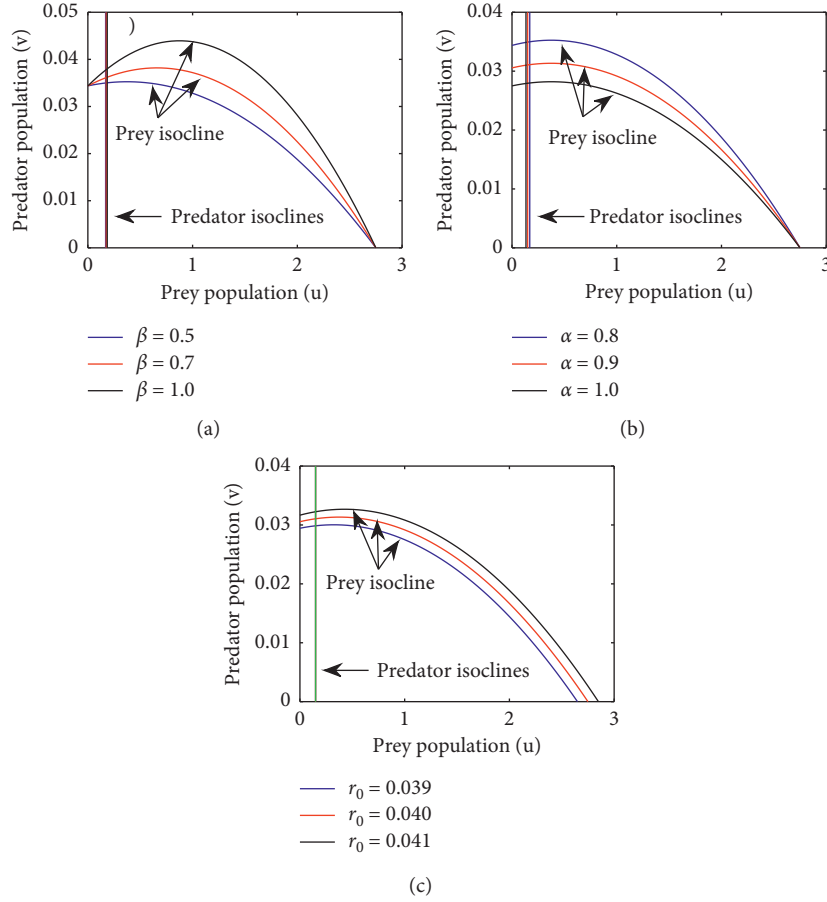 0.05
)
0.04
0.03
0.02
0.01
0
Predator population (v)
Prey isocline
Predator isoclines
0 1 2 3
Prey population (u)
β = 0.5
β = 0.7
β = 1.0
(a)
0.04
0.03
0.02
0.01
0
Predator population (v)
Prey isocline
Predator isoclines
0 1 2 3
Prey population (u)
α = 0.8
α = 0.9
α = 1.0
(b)
0.04
0.03
0.02
0.01
0
Predator population (v)
Prey isocline
Predator isoclines
0 1 2 3
Prey population (u)
r0 = 0.039
r0 = 0.040
r0 = 0.041
(c)